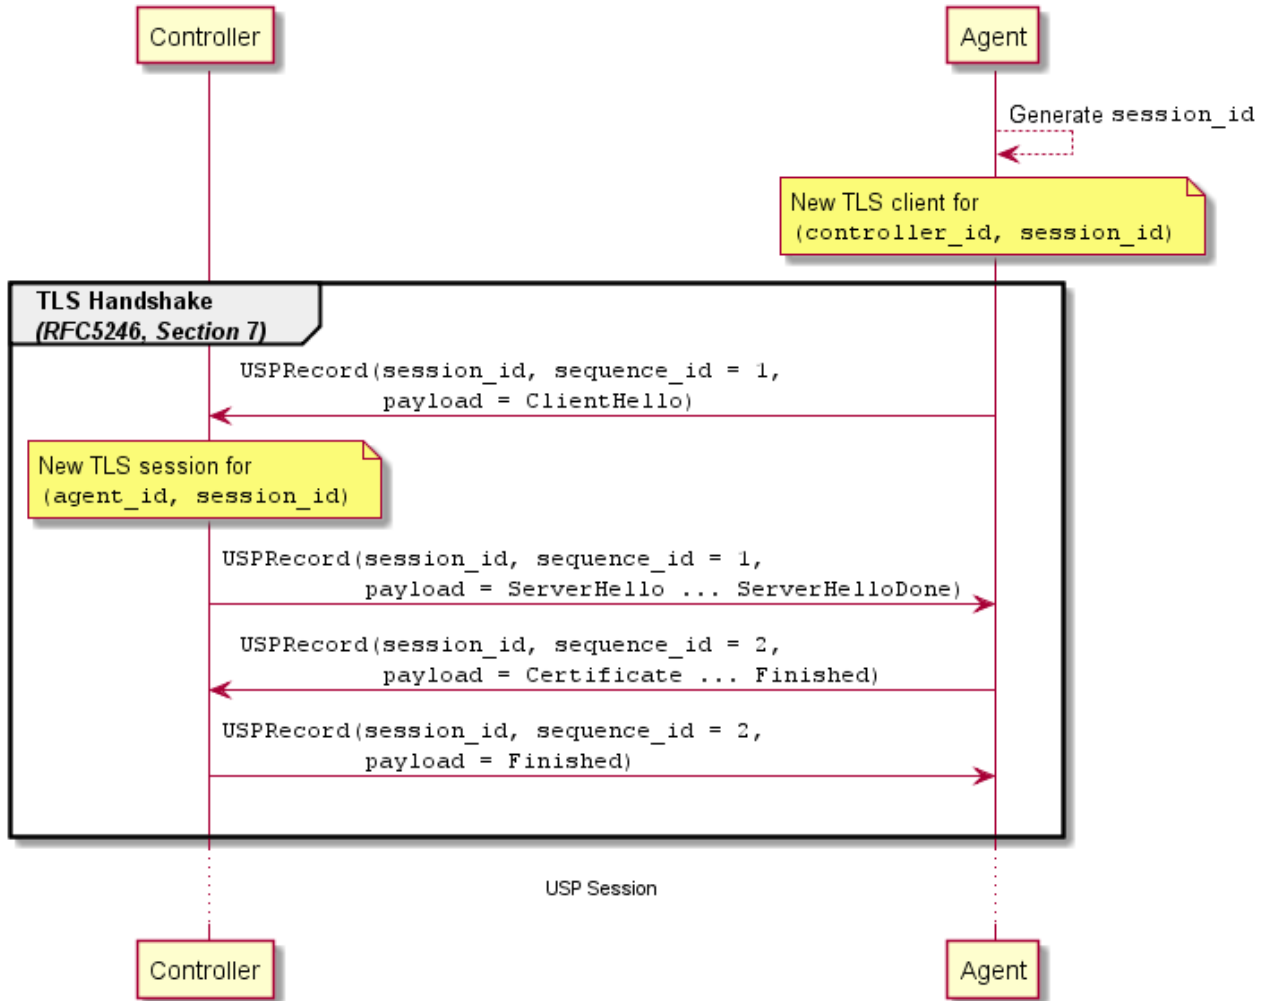 Controller
Agent
Generate session_id
New TLS client for
(controller_id, session_id)
TLS Handshake
(RFC5246, Section 7)
USPRecord(session_id, sequence_id = 1,
payload = ClientHello)
New TLS session for
(agent_id, session_id)
USPRecord(session_id, sequence_id = 1,
payload = ServerHello ... ServerHelloDone)
USPRecord(session_id, sequence_id = 2,
payload = Certificate ... Finished)
USPRecord(session_id, sequence_id = 2,
payload = Finished)
USP Session
Controller
Agent